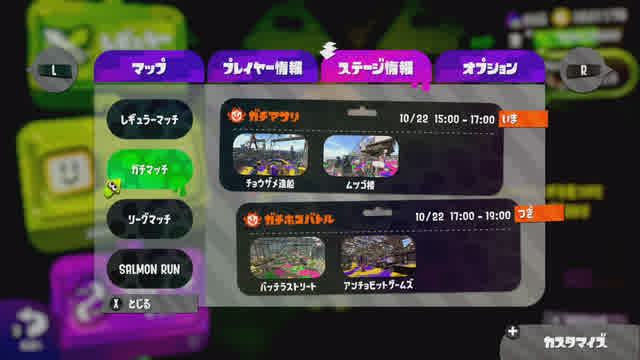 L
マップ
プレイヤー情報
ステージ情報
オプション
R
レギュラーマッチ
ガチマッチ
リーグマッチ
SALMON RUN
X とじる
ガチアサリ
10/22 15:00 - 17:00 いま
チョウザメ造船
ムツゴ楼
ガチホコバトル
10/22 17:00 - 19:00 つぎ
バッテラストリート
アンチョビットゲームズ
+ カスタマイズ